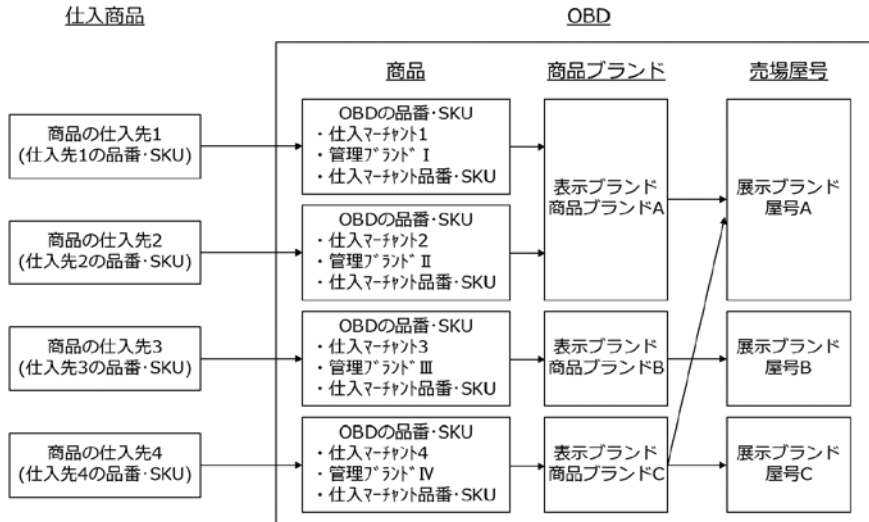 仕入商品
OBD
商品
商品ブランド
売場屋号
商品の仕入先1
(仕入先1の品番・SKU)
OBDの品番・SKU
・仕入ﾏｰﾁｬﾝﾄ1
・管理ﾌﾞﾗﾝﾄﾞⅠ
・仕入ﾏｰﾁｬﾝﾄ品番・SKU
表示ブランド
商品ブランドA
展示ブランド
屋号A
商品の仕入先2
(仕入先2の品番・SKU)
OBDの品番・SKU
・仕入ﾏｰﾁｬﾝﾄ2
・管理ﾌﾞﾗﾝﾄﾞⅡ
・仕入ﾏｰﾁｬﾝﾄ品番・SKU
商品の仕入先3
(仕入先3の品番・SKU)
OBDの品番・SKU
・仕入ﾏｰﾁｬﾝﾄ3
・管理ﾌﾞﾗﾝﾄﾞⅢ
・仕入ﾏｰﾁｬﾝﾄ品番・SKU
表示ブランド
商品ブランドB
展示ブランド
屋号B
商品の仕入先4
(仕入先4の品番・SKU)
OBDの品番・SKU
・仕入ﾏｰﾁｬﾝﾄ4
・管理ﾌﾞﾗﾝﾄﾞⅣ
・仕入ﾏｰﾁｬﾝﾄ品番・SKU
表示ブランド
商品ブランドC
展示ブランド
屋号C